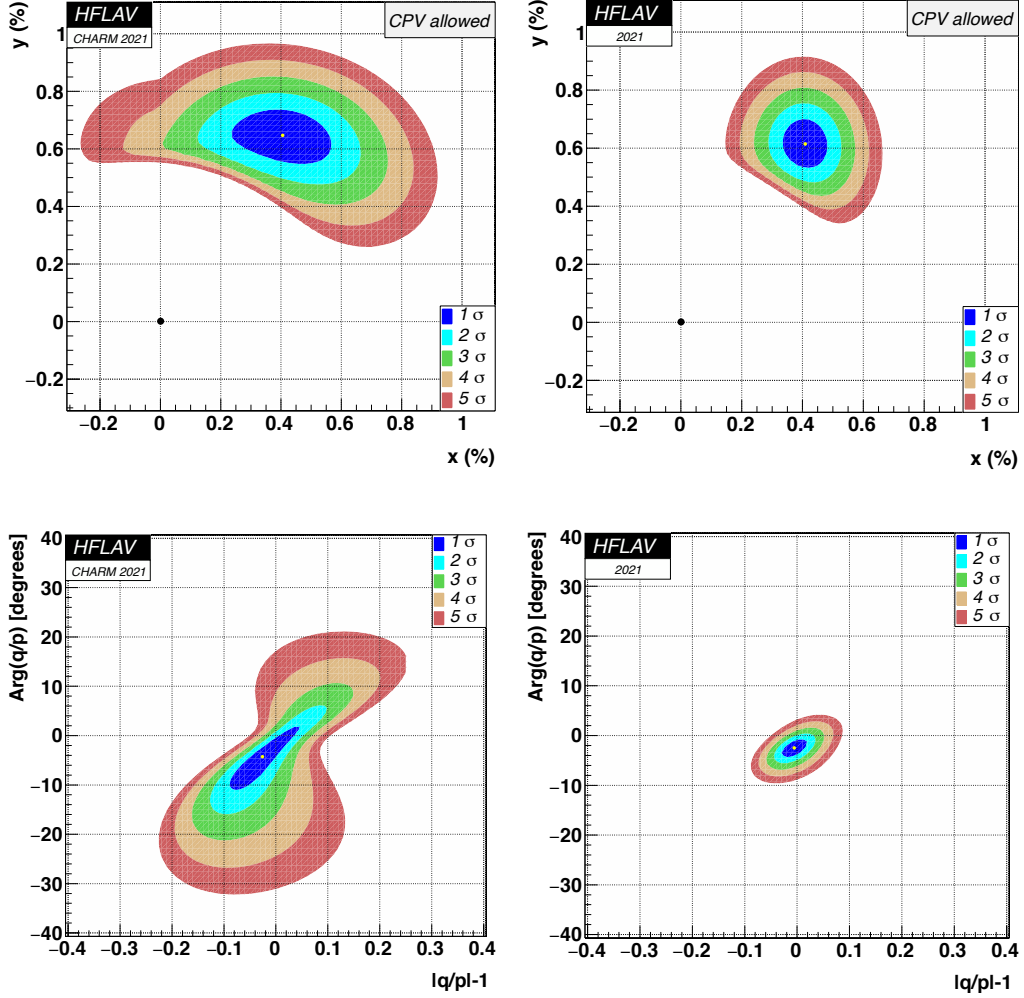 y (%)
HFLAV
CHARM 2021
CPV allowed
1
0.8
0.6
0.4
0.2
0
−0.2
1 σ
2 σ
3 σ
4 σ
5 σ
−0.2 0 0.2 0.4 0.6 0.8 1
x (%)
y (%)
HFLAV
2021
CPV allowed
1
0.8
0.6
0.4
0.2
0
−0.2
1 σ
2 σ
3 σ
4 σ
5 σ
−0.2 0 0.2 0.4 0.6 0.8 1
x (%)
Arg(q/p) [degrees]
HFLAV
CHARM 2021
1 σ
2 σ
3 σ
4 σ
5 σ
40
30
20
10
0
−10
−20
−30
−40
−0.4 −0.3 −0.2 −0.1 0 0.1 0.2 0.3 0.4
|q/p|-1
Arg(q/p) [degrees]
HFLAV
2021
1 σ
2 σ
3 σ
4 σ
5 σ
40
30
20
10
0
−10
−20
−30
−40
−0.4 −0.3 −0.2 −0.1 0 0.1 0.2 0.3 0.4
|q/p|-1